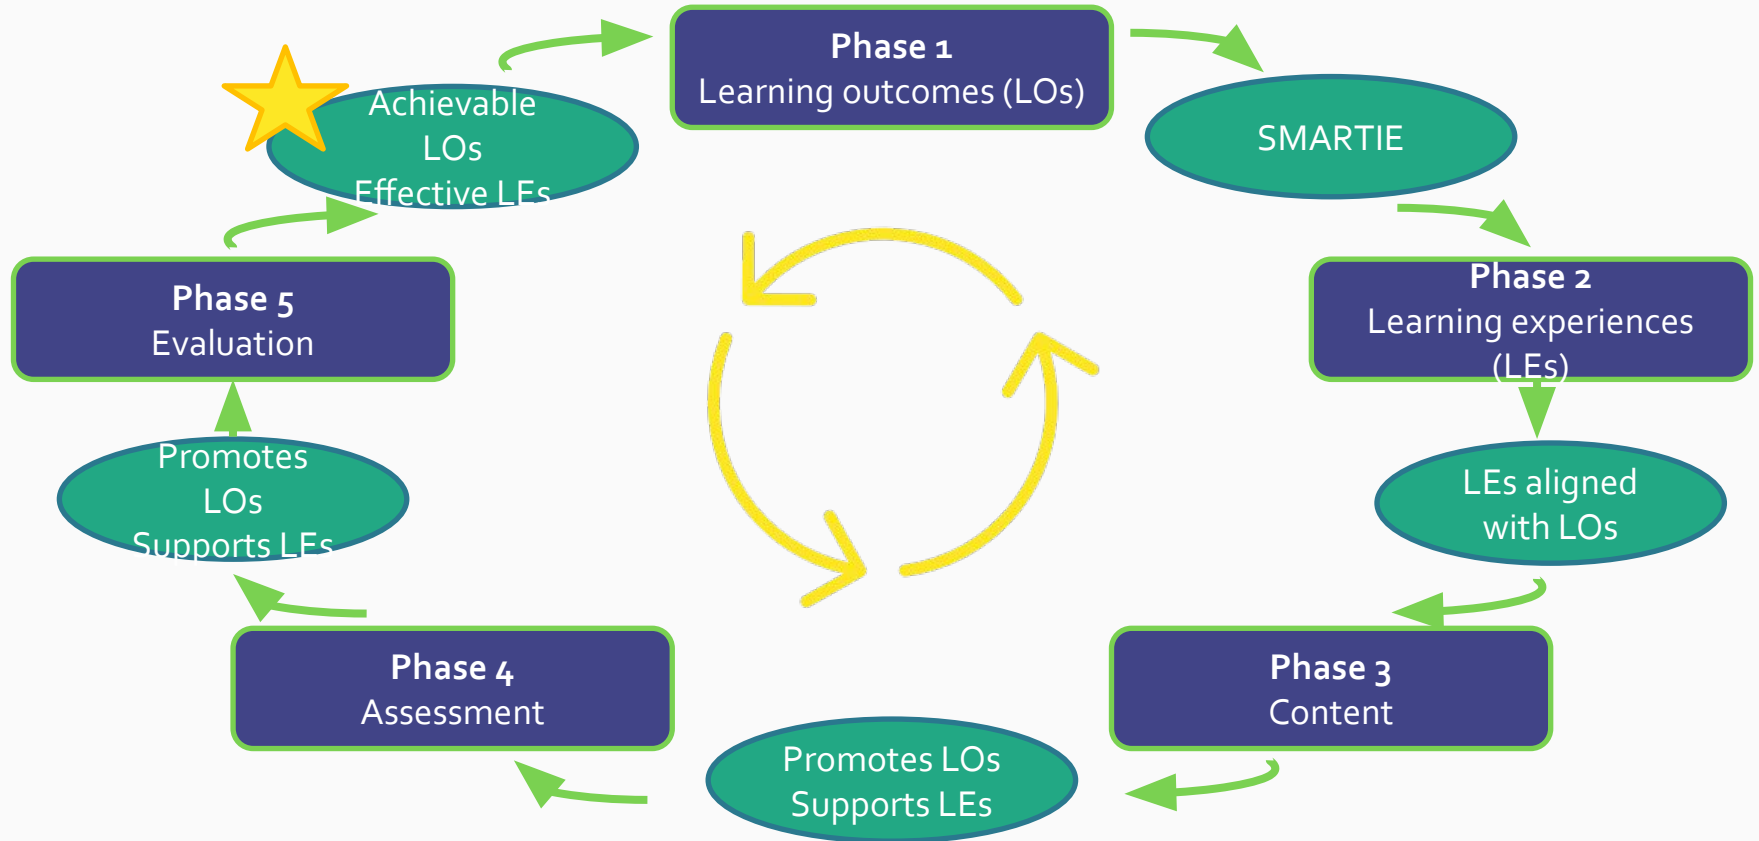 Phase 1
Learning outcomes (LOs)
SMARTIE
Phase 2
Learning experiences
(LEs)
LEs aligned
with LOs
Phase 3
Content
Promotes LOs
Supports LEs
Phase 4
Assessment
Promotes
LOs
Supports LEs
Phase 5
Evaluation
Achievable
LOs
Effective LEs